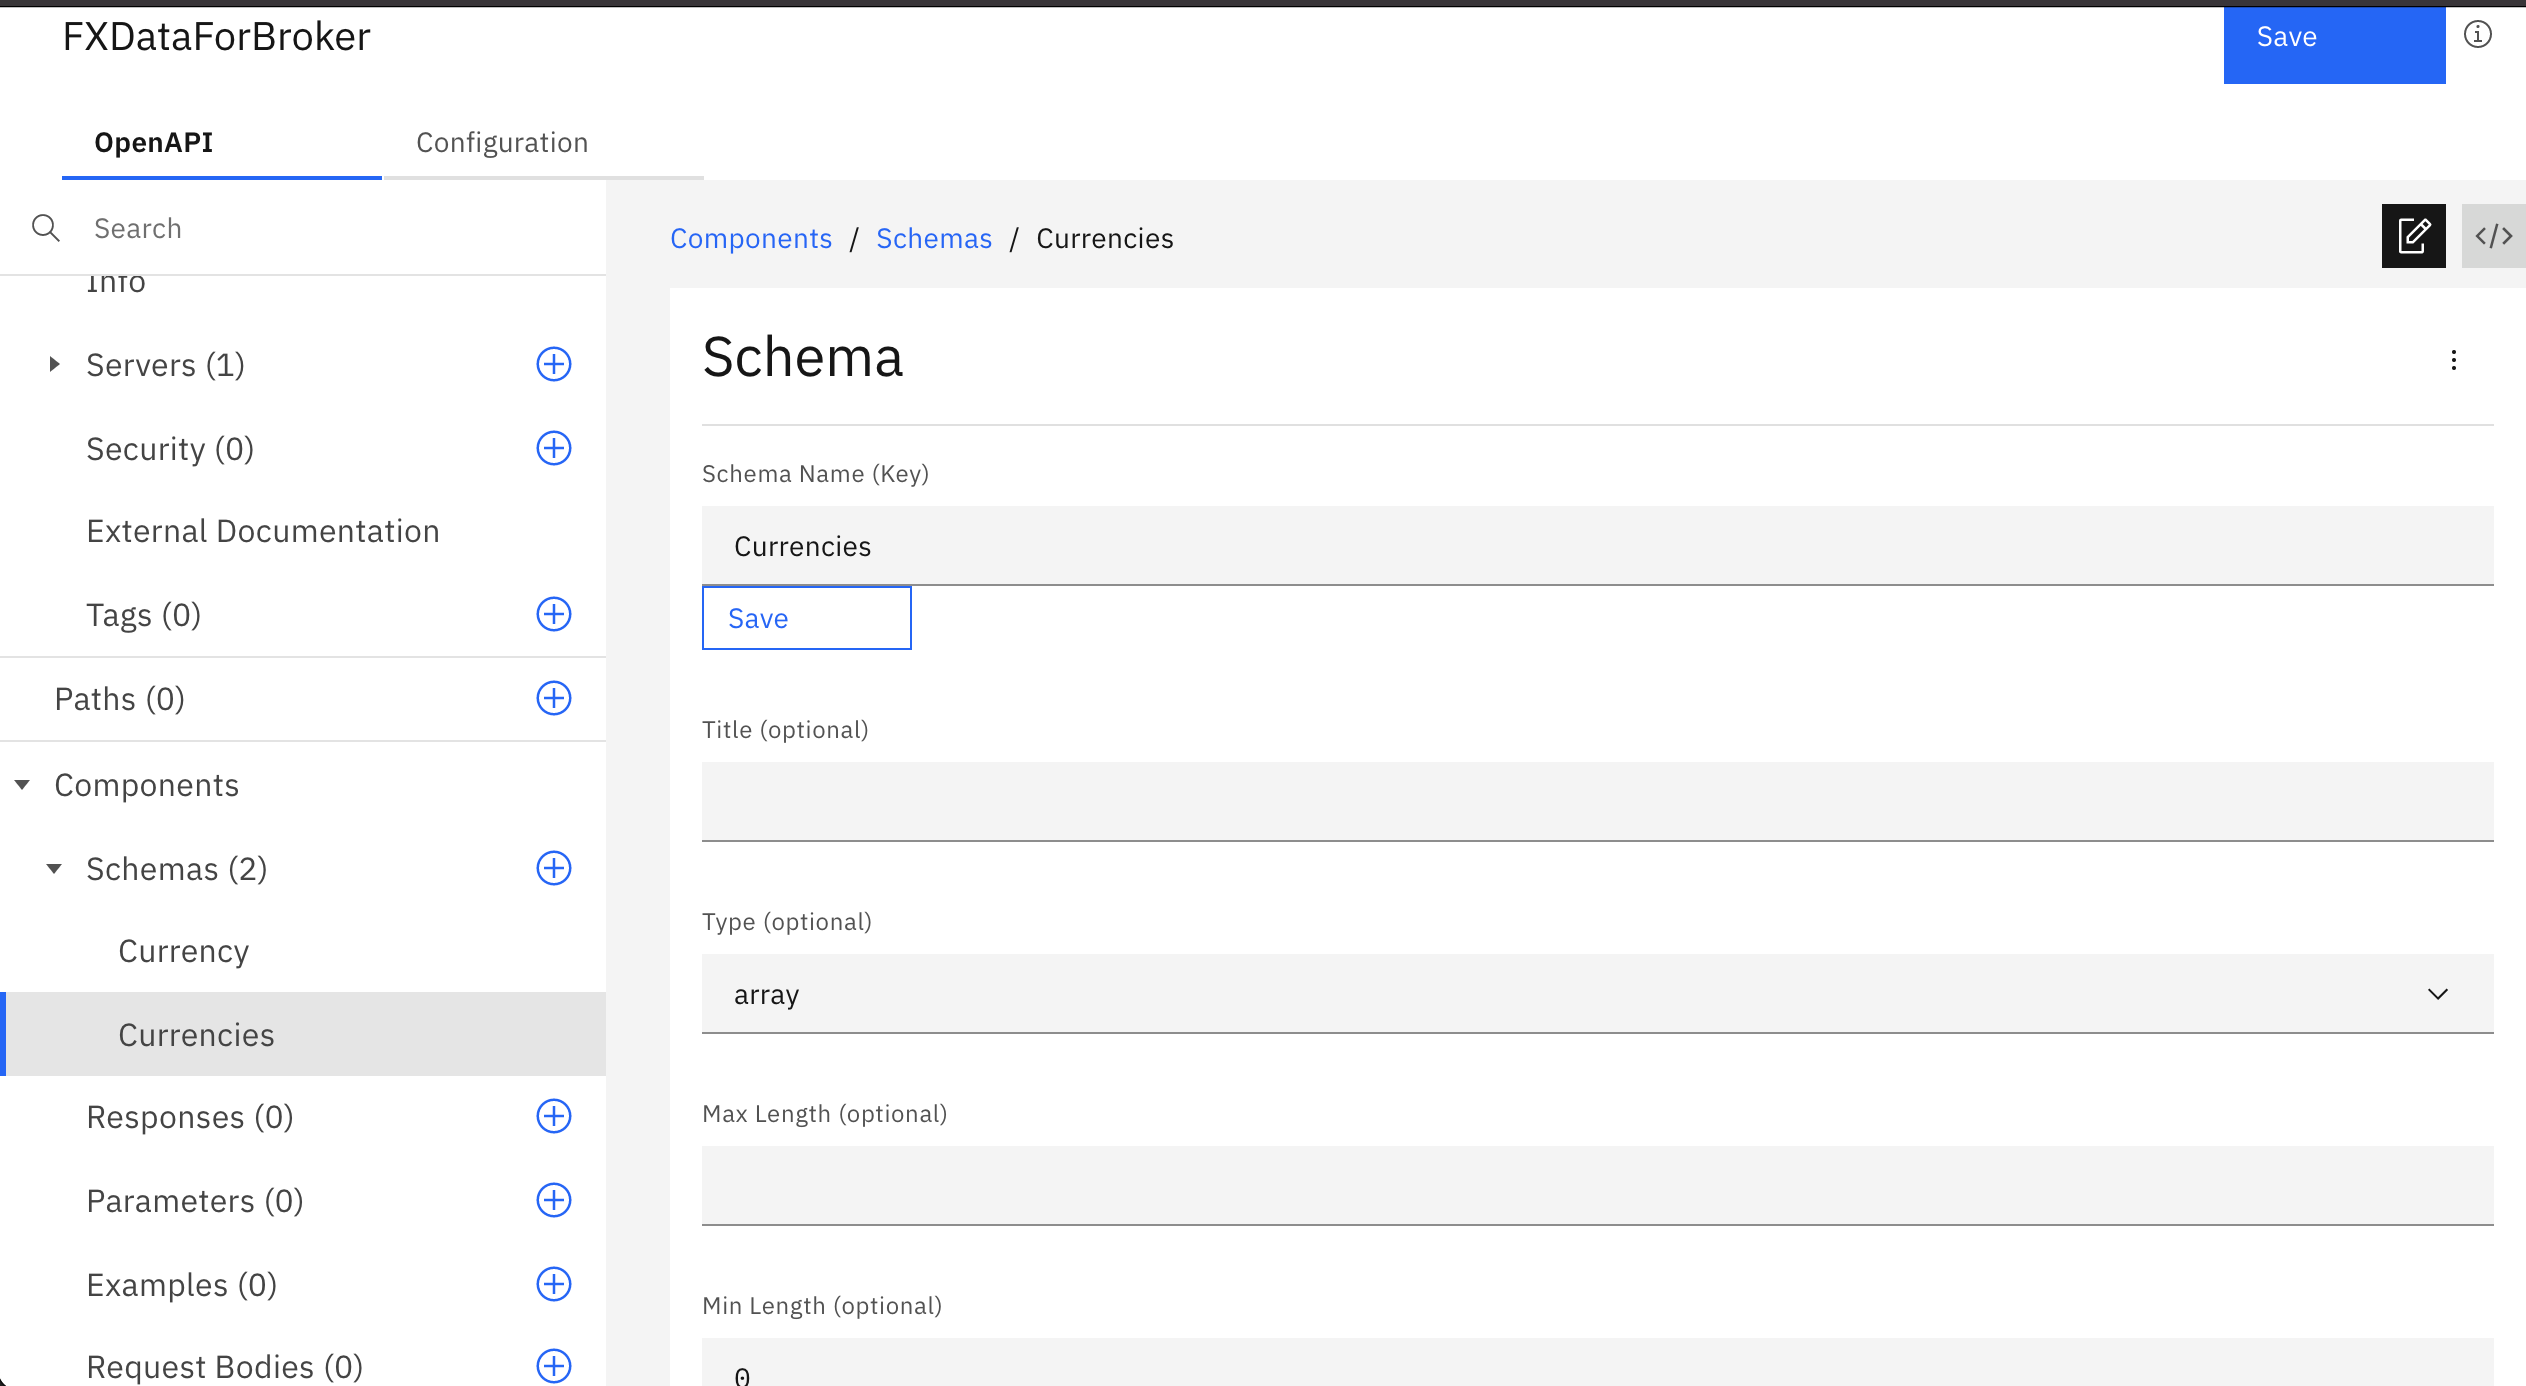 FXDataForBroker
Save
OpenAPI
Configuration
Search
Components / Schemas / Currencies
</>
Info
Servers (1)
Security (0)
External Documentation
Tags (0)
Paths (0)
Components
Schemas (2)
Currency
Currencies
Responses (0)
Parameters (0)
Examples (0)
Request Bodies (0)
Schema
Schema Name (Key)
Currencies
Save
Title (optional)
Type (optional)
array
Max Length (optional)
Min Length (optional)
0